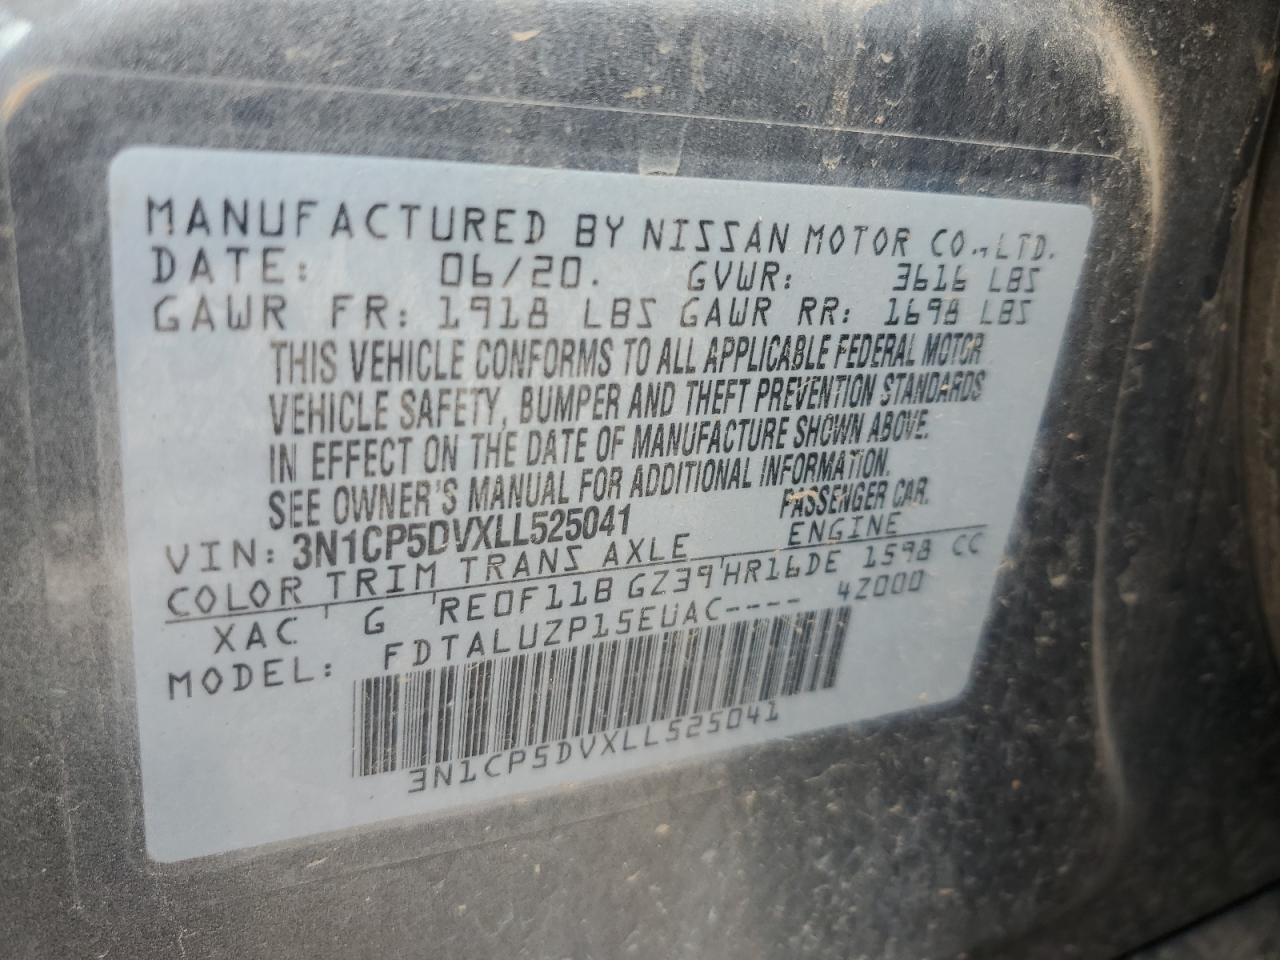 MANUFACTURED BY NISSAN MOTOR CO., LTD.
DATE: 06/20. GVWR: 3616 LBS
GAWR FR: 1918 LBS GAWR RR: 1698 LBS
THIS VEHICLE CONFORMS TO ALL APPLICABLE FEDERAL MOTOR
VEHICLE SAFETY, BUMPER AND THEFT PREVENTION STANDARDS
IN EFFECT ON THE DATE OF MANUFACTURE SHOWN ABOVE.
SEE OWNER'S MANUAL FOR ADDITIONAL INFORMATION.
VIN: 3N1CP5DVXLL525041 PASSENGER CAR.
COLOR TRIM TRANS AXLE ENGINE
XAC G RE0F11B GZ39 HR16DE 1598 CC
MODEL: FDTALUZP15EUAC---- 4Z000
3N1CP5DVXLL525041